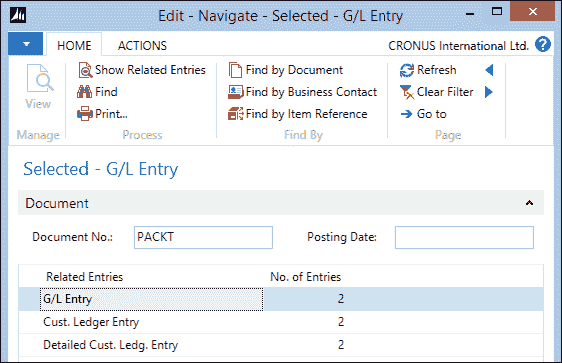 Edit - Navigate - Selected - G/L Entry
HOME ACTIONS CRONUS International Ltd.
View
Manage
Show Related Entries
Find
Print...
Process
Find by Document
Find by Business Contact
Find by Item Reference
Find By
Refresh
Clear Filter
Go to
Page
Selected - G/L Entry
Document
Document No.: PACKT Posting Date:
Related Entries No. of Entries
G/L Entry 2
Cust. Ledger Entry 2
Detailed Cust. Ledg. Entry 2